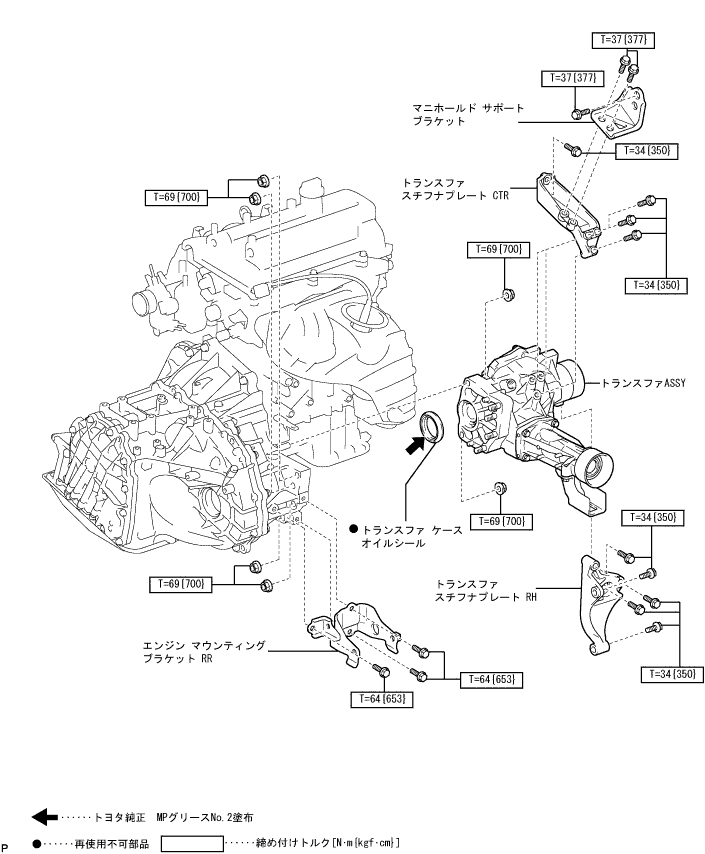 T=37{377}
T=37{377}
マニホールド サポート
ブラケット
T=34{350}
トランスファ
スチフナプレート CTR
T=69{700}
T=69{700}
T=34{350}
トランスファASSY
● トランスファ ケース
オイルシール
T=69{700}
T=34{350}
T=69{700}
トランスファ
スチフナプレート RH
エンジン マウンティング
ブラケット RR
T=64{653}
T=34{350}
T=64{653}
······トヨタ純正 MPグリースNo.2塗布
●······再使用不可部品 ······締め付けトルク[N·m{kgf·cm}]
P